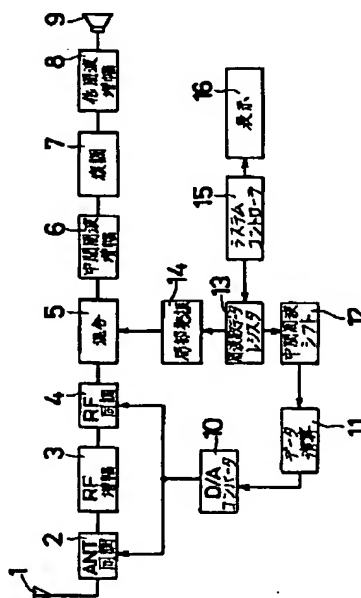 1
2
ANT
同調
3
RF
増幅
4
RF
同調
5
混合
6
中間周波
増幅
7
復調
8
低周波
増幅
9
10
D/A
コンバータ
11
データ
演算
12
中間周波
シフト
13
周波数データ
レジスタ
14
局部発振
15
システム
コントローラ
16
表示